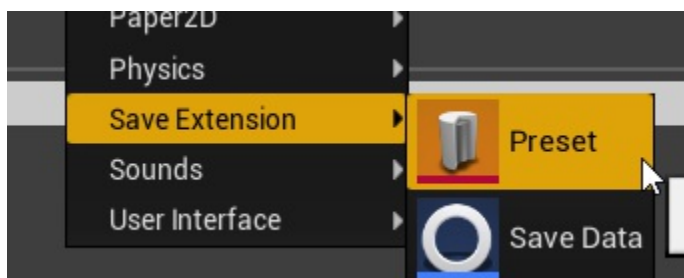 Paper2D
Physics
Save Extension
Preset
Sounds
User Interface
Save Data